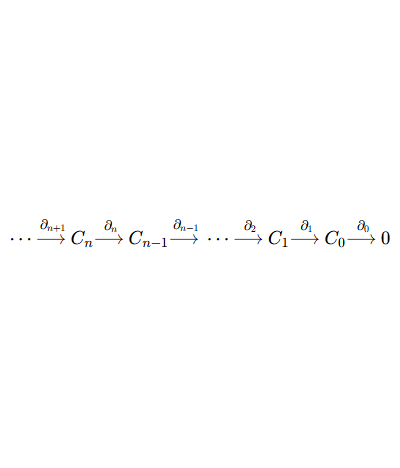 ⋯ —∂ₙ₊₁→ Cₙ —∂ₙ→ Cₙ₋₁ —∂ₙ₋₁→ ⋯ —∂₂→ C₁ —∂₁→ C₀ —∂₀→ 0